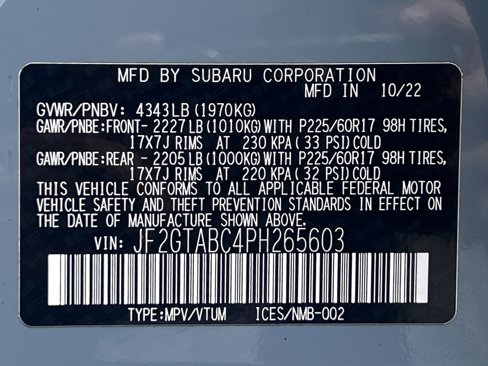 MFD BY SUBARU CORPORATION
MFD IN 10/22
GVWR/PNBV: 4343LB (1970KG)
GAWR/PNBE:FRONT- 2227 LB (1010KG) WITH P225/60R17 98H TIRES,
17X7J RIMS AT 230 KPA (33 PSI) COLD
GAWR/PNBE:REAR - 2205 LB (1000KG) WITH P225/60R17 98H TIRES,
17X7J RIMS AT 220 KPA (32 PSI) COLD
THIS VEHICLE CONFORMS TO ALL APPLICABLE FEDERAL MOTOR
VEHICLE SAFETY AND THEFT PREVENTION STANDARDS IN EFFECT ON
THE DATE OF MANUFACTURE SHOWN ABOVE.
VIN: JF2GTABC4PH265603
TYPE:MPV/VTUM ICES/NMB-002